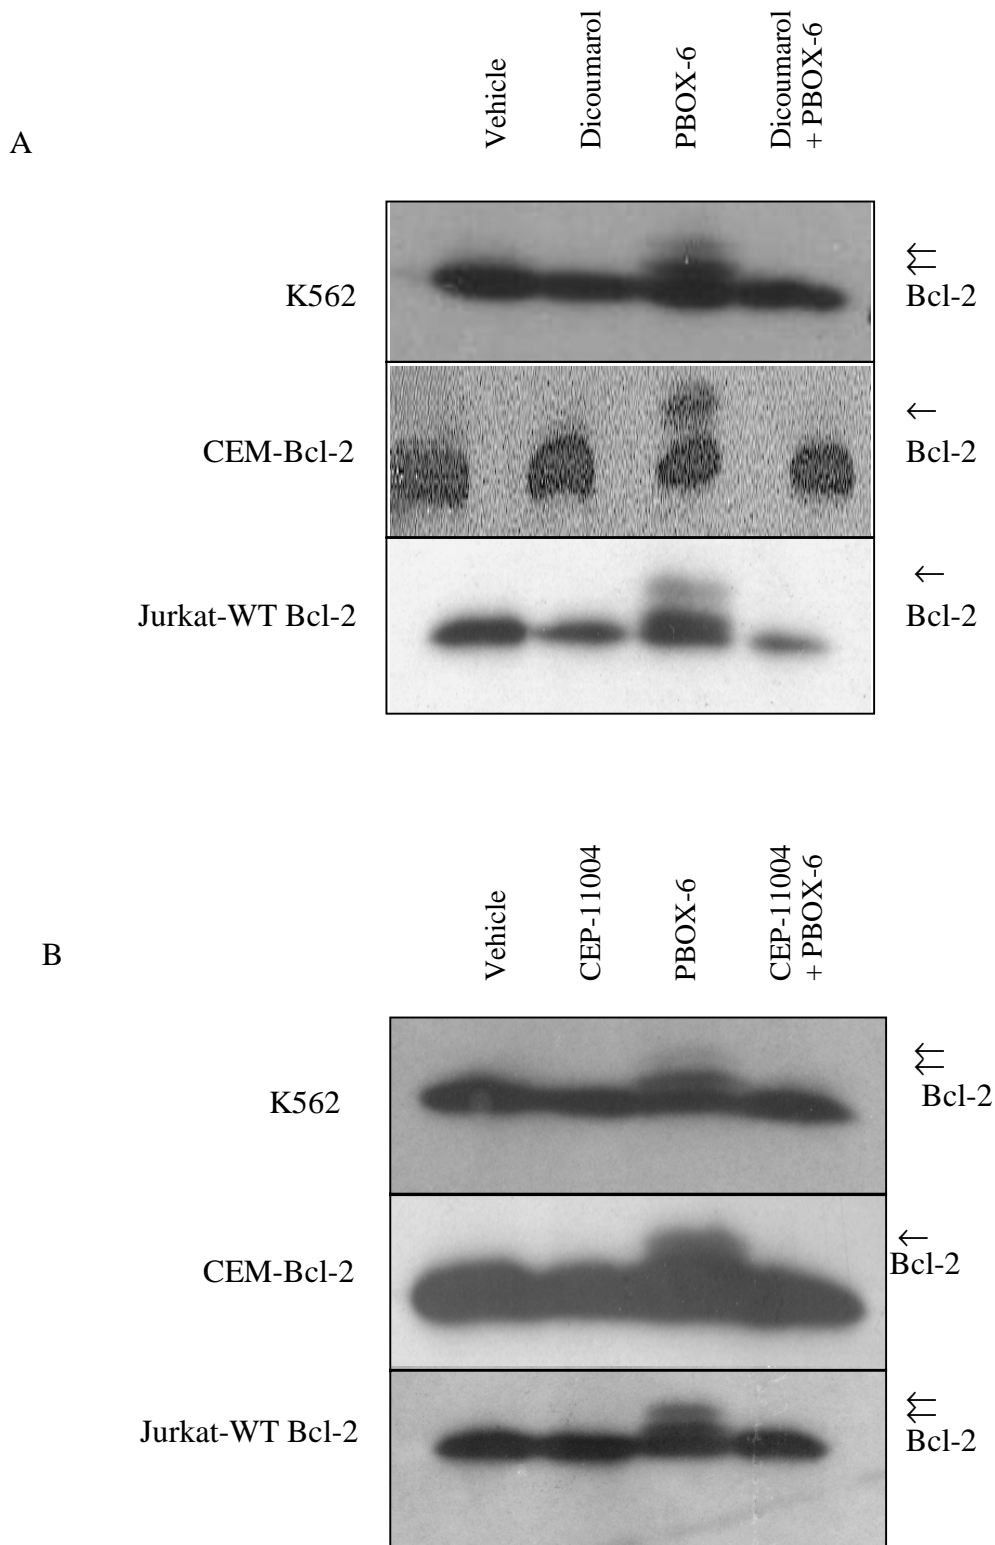 A
Vehicle
Dicoumarol
PBOX-6
Dicoumarol
+ PBOX-6
K562
Bcl-2
CEM-Bcl-2
Bcl-2
Jurkat-WT Bcl-2
Bcl-2
B
Vehicle
CEP-11004
PBOX-6
CEP-11004
+ PBOX-6
K562
Bcl-2
CEM-Bcl-2
Bcl-2
Jurkat-WT Bcl-2
Bcl-2